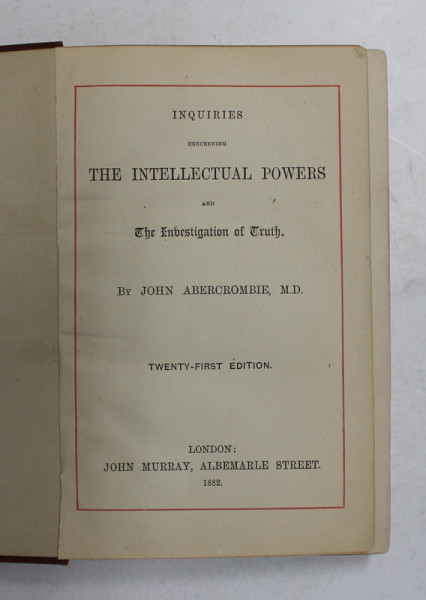 INQUIRIES
CONCERNING
THE INTELLECTUAL POWERS
AND
The Investigation of Truth.
BY JOHN ABERCROMBIE, M.D.
TWENTY-FIRST EDITION.
LONDON:
JOHN MURRAY, ALBEMARLE STREET.
1882.